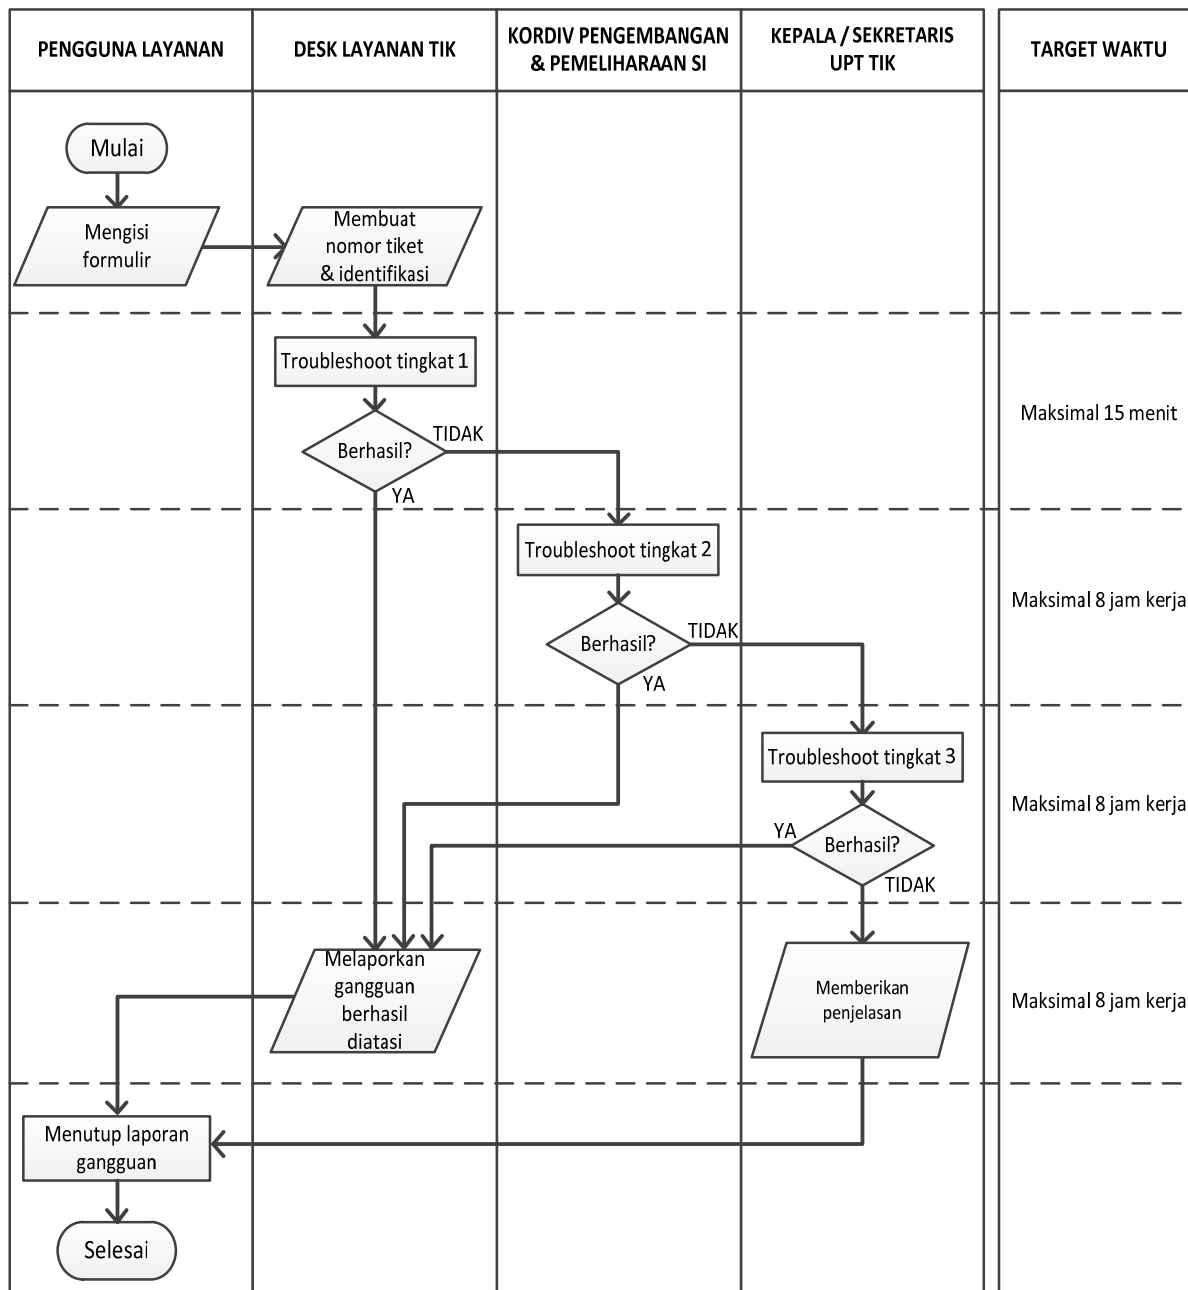 PENGGUNA LAYANAN
DESK LAYANAN TIK
KORDIV PENGEMBANGAN
& PEMELIHARAAN SI
KEPALA / SEKRETARIS
UPT TIK
TARGET WAKTU
Mulai
Mengisi
formulir
Membuat
nomor tiket
& identifikasi
Troubleshoot tingkat 1
Maksimal 15 menit
Berhasil?
TIDAK
YA
Troubleshoot tingkat 2
Maksimal 8 jam kerja
Berhasil?
TIDAK
YA
Troubleshoot tingkat 3
Maksimal 8 jam kerja
YA
Berhasil?
TIDAK
Melaporkan
gangguan
berhasil
diatasi
Memberikan
penjelasan
Maksimal 8 jam kerja
Menutup laporan
gangguan
Selesai